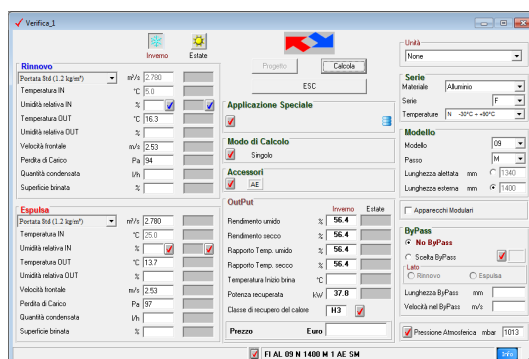 Verifica_1
Inverno Estate
Rinnovo
Portata Std (1.2 kg/m³) m³/s 2.780
Temperatura IN °C 5.0
Umidità relativa IN %
Temperatura OUT °C 16.3
Umidità relativa OUT %
Velocità frontale m/s 2.53
Perdita di Carico Pa 94
Quantità condensata l/h
Superficie brinata %
Espulsa
Portata Std (1.2 kg/m³) m³/s 2.780
Temperatura IN °C 25.0
Umidità relativa IN %
Temperatura OUT °C 13.7
Umidità relativa OUT %
Velocità frontale m/s 2.53
Perdita di Carico Pa 97
Quantità condensata l/h
Superficie brinata %
Progetto Calcola
ESC
Applicazione Speciale
Modo di Calcolo
Singolo
Accessori
AE
OutPut
Inverno Estate
Rendimento umido % 56.4
Rendimento secco % 56.4
Rapporto Temp. umido % 56.4
Rapporto Temp. secco % 56.4
Temperatura Inizio brina °C
Potenza recuperata kW 37.8
Classe di recupero del calore H3
Prezzo Euro
Unità
None
Serie
Materiale Alluminio
Serie F
Temperature N -30°C ÷ +90°C
Modello
Modello 09
Passo M
Lunghezza alettata mm 1340
Lunghezza esterna mm 1400
Apparecchi Modulari
ByPass
No ByPass
Scelta ByPass
Lato
Rinnovo Espulsa
Lunghezza ByPass mm
Velocità nel ByPass m/s
Pressione Atmosferica mbar 1013
FI AL 09 N 1400 M 1 AE SM
Info